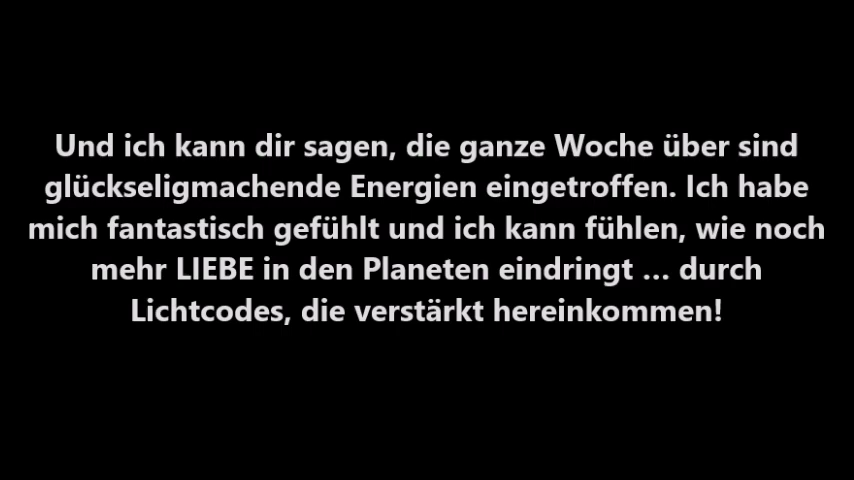 Und ich kann dir sagen, die ganze Woche über sind
glückseligmachende Energien eingetroffen. Ich habe
mich fantastisch gefühlt und ich kann fühlen, wie noch
mehr LIEBE in den Planeten eindringt … durch
Lichtcodes, die verstärkt hereinkommen!